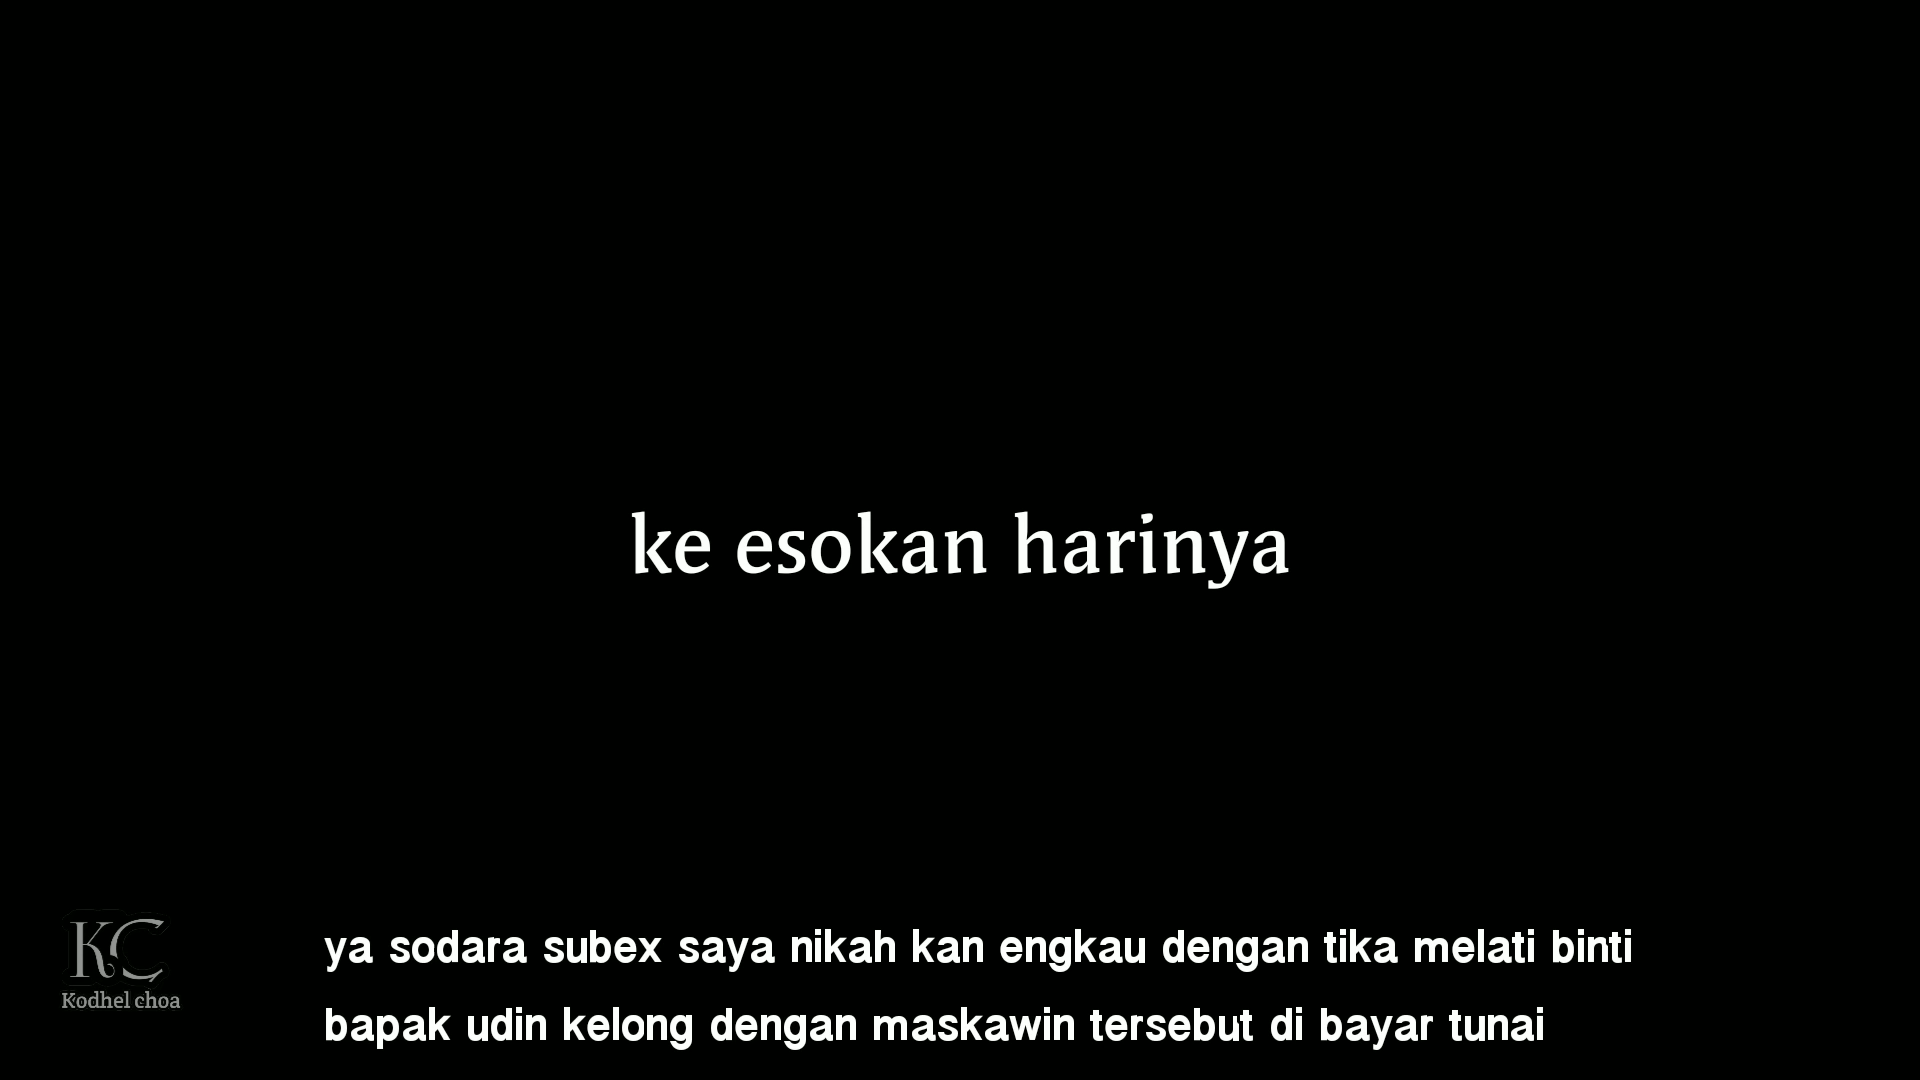 ke esokan harinya
KC
Kodhel choa
ya sodara subex saya nikah kan engkau dengan tika melati binti
bapak udin kelong dengan maskawin tersebut di bayar tunai